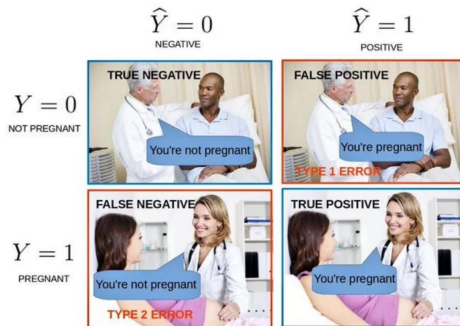 Ŷ = 0
NEGATIVE
Ŷ = 1
POSITIVE
Y = 0
NOT PREGNANT
TRUE NEGATIVE
You're not pregnant
FALSE POSITIVE
You're pregnant
TYPE 1 ERROR
Y = 1
PREGNANT
FALSE NEGATIVE
You're not pregnant
TYPE 2 ERROR
TRUE POSITIVE
You're pregnant